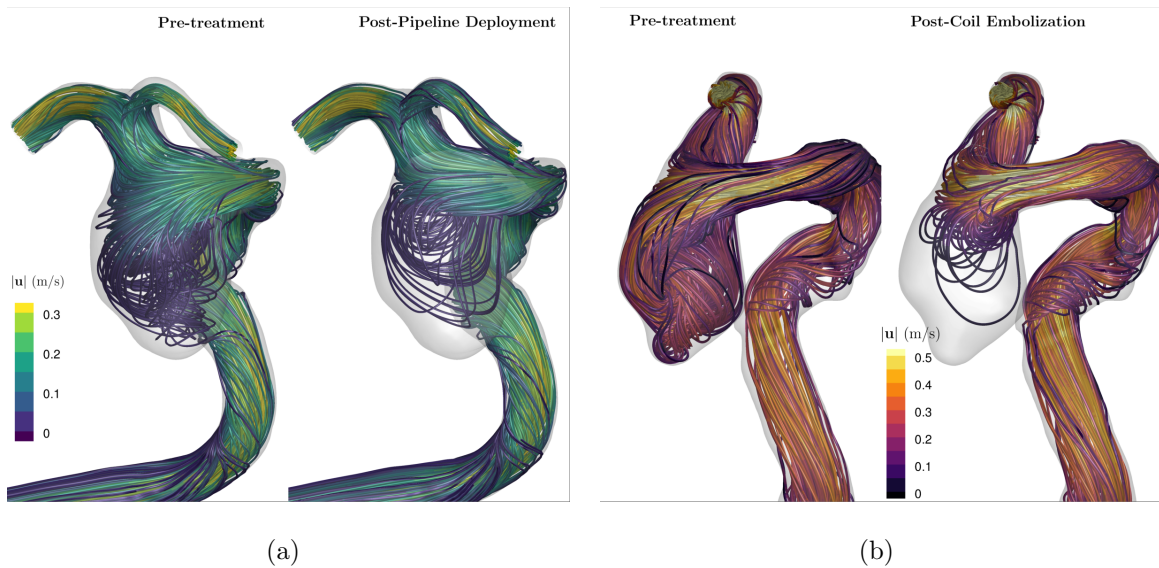 Pre-treatment
Post-Pipeline Deployment
|u| (m/s)
0.3
0.2
0.1
0
(a)
Pre-treatment
Post-Coil Embolization
|u| (m/s)
0.5
0.4
0.3
0.2
0.1
0
(b)